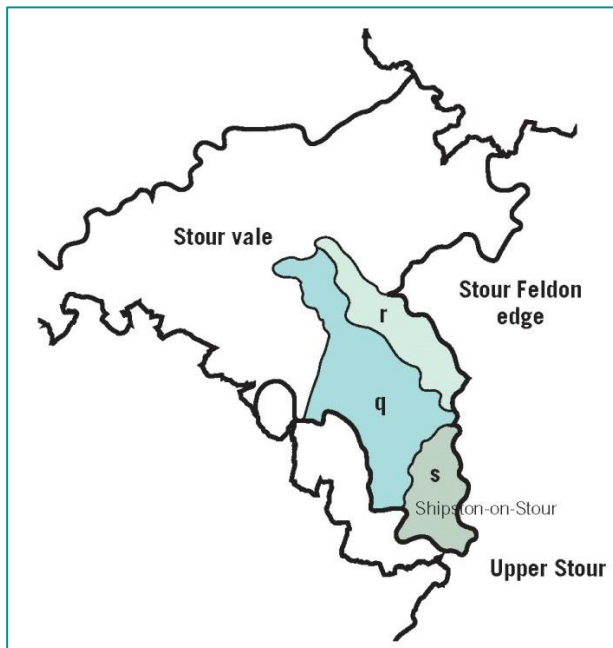 Stour vale
Stour Feldon
edge
r
q
s
Shipston-on-Stour
Upper Stour